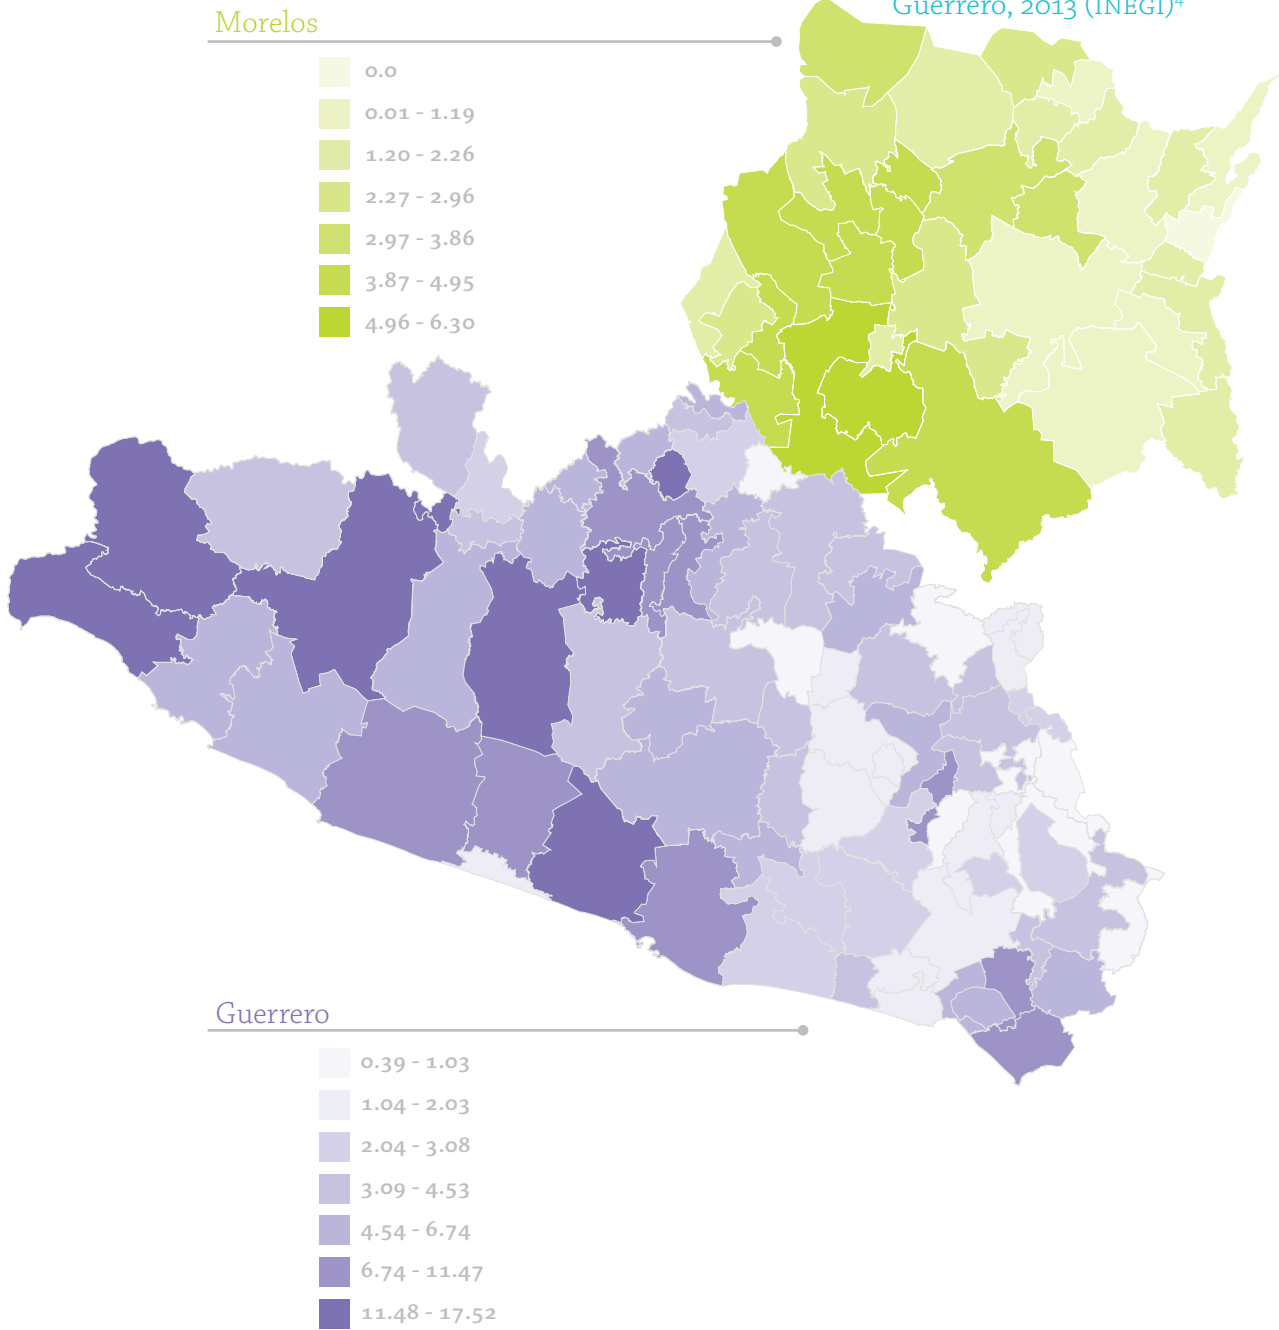 Guerrero, 2013 (INEGI)⁴
Morelos
0.0
0.01 - 1.19
1.20 - 2.26
2.27 - 2.96
2.97 - 3.86
3.87 - 4.95
4.96 - 6.30
Guerrero
0.39 - 1.03
1.04 - 2.03
2.04 - 3.08
3.09 - 4.53
4.54 - 6.74
6.74 - 11.47
11.48 - 17.52